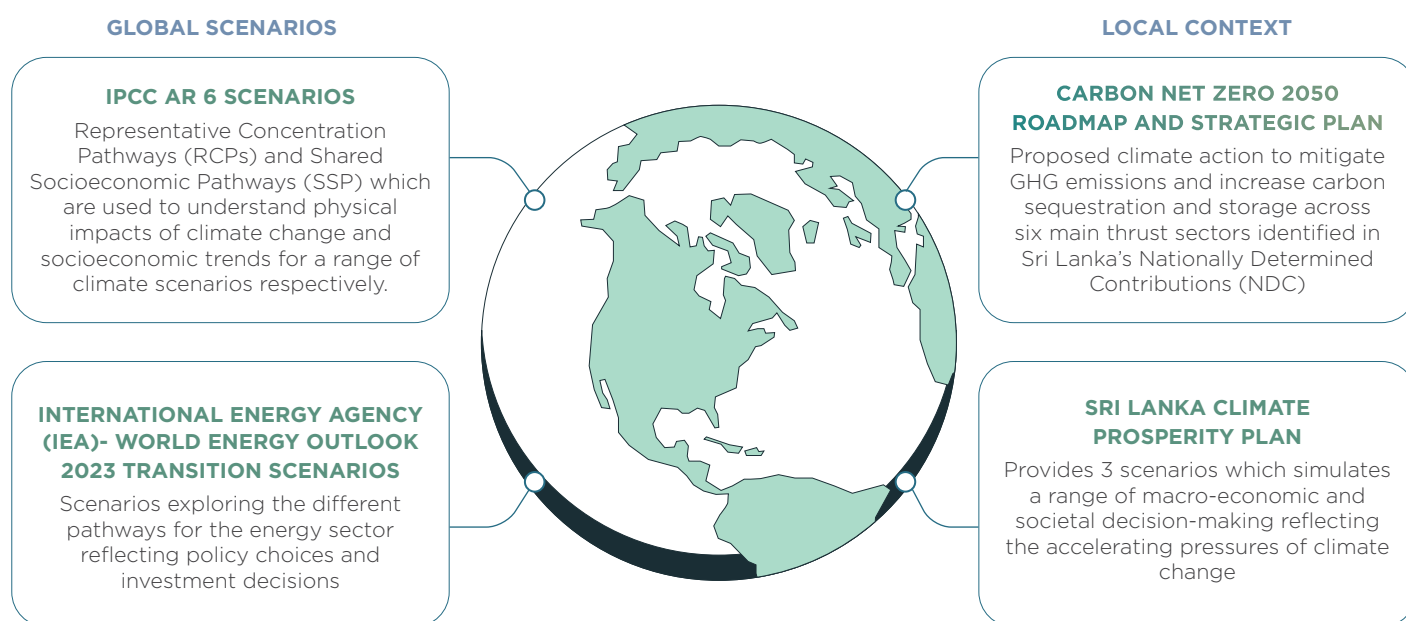 GLOBAL SCENARIOS
IPCC AR 6 SCENARIOS
Representative Concentration
Pathways (RCPs) and Shared
Socioeconomic Pathways (SSP) which
are used to understand physical
impacts of climate change and
socioeconomic trends for a range of
climate scenarios respectively.
INTERNATIONAL ENERGY AGENCY
(IEA)- WORLD ENERGY OUTLOOK
2023 TRANSITION SCENARIOS
Scenarios exploring the different
pathways for the energy sector
reflecting policy choices and
investment decisions
LOCAL CONTEXT
CARBON NET ZERO 2050
ROADMAP AND STRATEGIC PLAN
Proposed climate action to mitigate
GHG emissions and increase carbon
sequestration and storage across
six main thrust sectors identified in
Sri Lanka's Nationally Determined
Contributions (NDC)
SRI LANKA CLIMATE
PROSPERITY PLAN
Provides 3 scenarios which simulates
a range of macro-economic and
societal decision-making reflecting
the accelerating pressures of climate
change